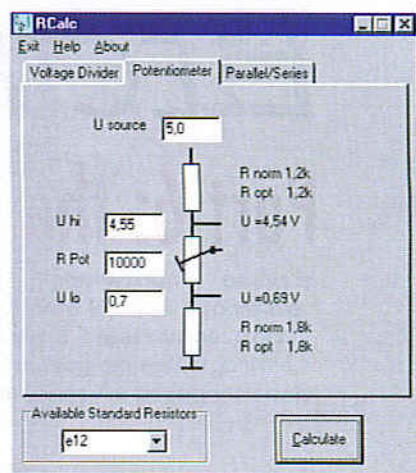 RCalc
Exit Help About
Voltage Divider Potentiometer Parallel/Series
U source 5,0
R norm 1,2k
R opt 1,2k
U hi 4,55
U =4,54 V
R Pot 10000
U lo 0,7
U =0,69 V
R norm 1,8k
R opt 1,8k
Available Standard Resistors
e12
Calculate